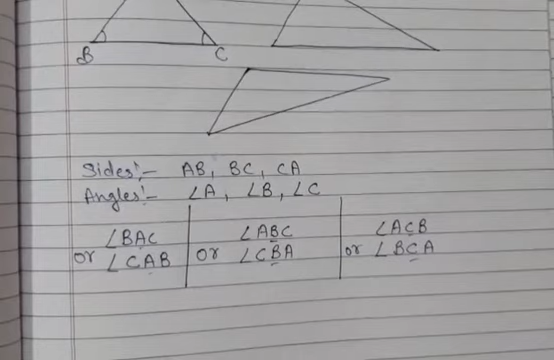 B C
Sides:- AB, BC, CA
Angles:- ∠A, ∠B, ∠C
∠BAC ∠ABC ∠ACB
or ∠CAB or ∠CBA or ∠BCA